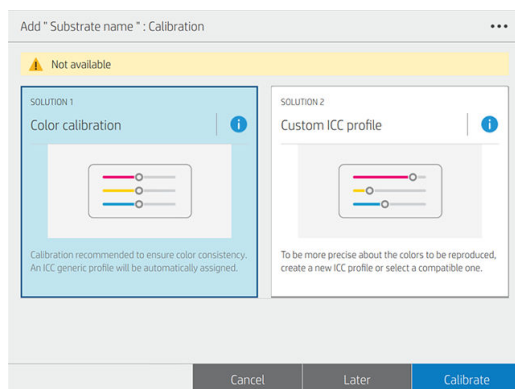 Add " Substrate name " : Calibration
Not available
SOLUTION 1
Color calibration
Calibration recommended to ensure color consistency.
An ICC generic profile will be automatically assigned.
SOLUTION 2
Custom ICC profile
To be more precise about the colors to be reproduced,
create a new ICC profile or select a compatible one.
Cancel
Later
Calibrate